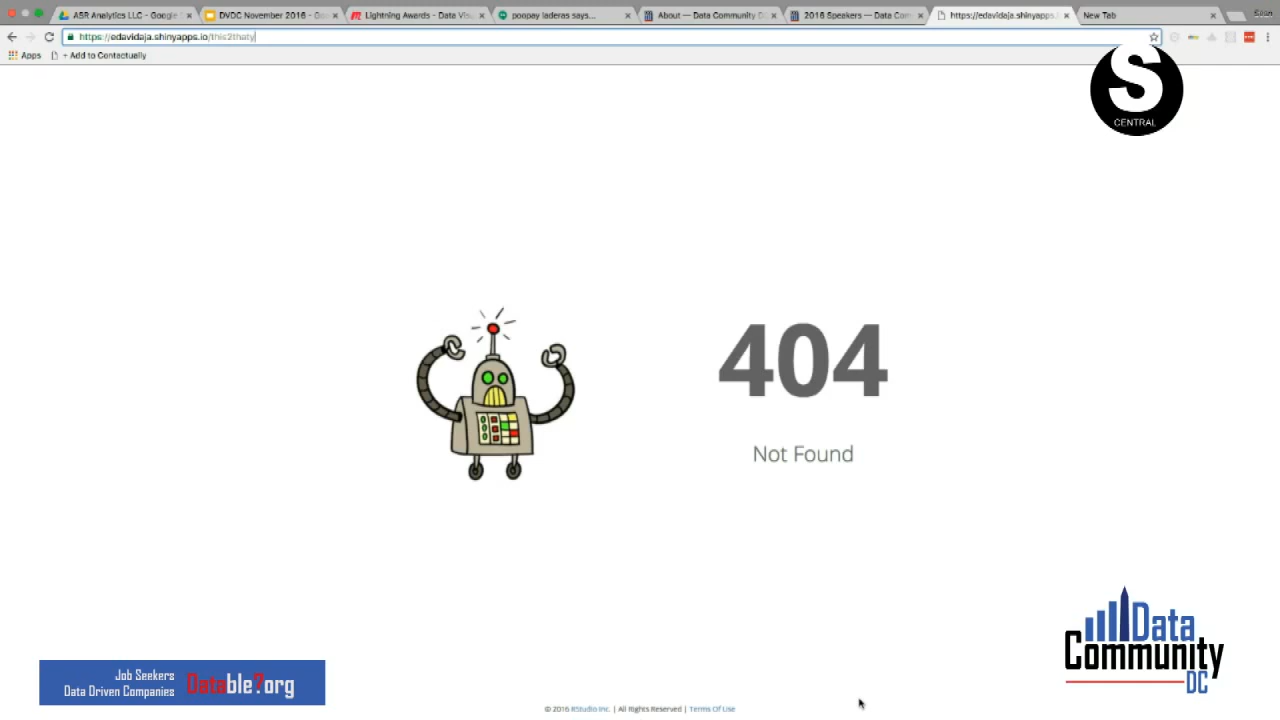 ASR Analytics LLC - Google
DVDC November 2016 - Go
Lightning Awards - Data Visu
poopay laderas says...
About — Data Community DC
2016 Speakers — Data Com
https://edavidaja.shinyapps.i
New Tab
Sean
https://edavidaja.shinyapps.io/this2thaty
Apps
+ Add to Contactually
S
CENTRAL
404
Not Found
Data
Community
DC
Job Seekers
Data Driven Companies
Datable?org
© 2016 RStudio Inc. | All Rights Reserved | Terms Of Use